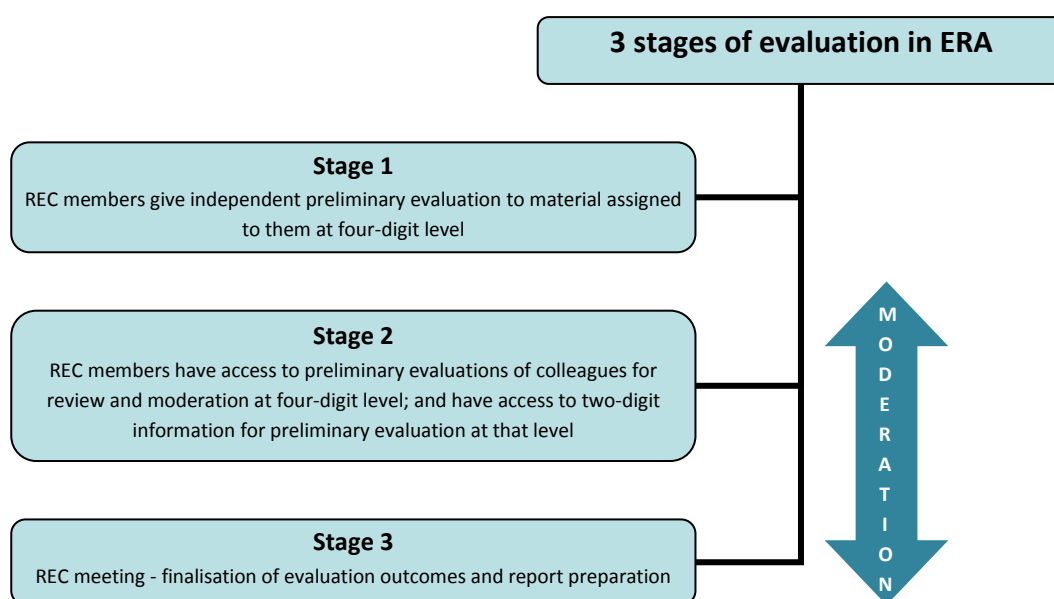 3 stages of evaluation in ERA
Stage 1
REC members give independent preliminary evaluation to material assigned
to them at four-digit level
Stage 2
REC members have access to preliminary evaluations of colleagues for
review and moderation at four-digit level; and have access to two-digit
information for preliminary evaluation at that level
Stage 3
REC meeting - finalisation of evaluation outcomes and report preparation
MODERATION